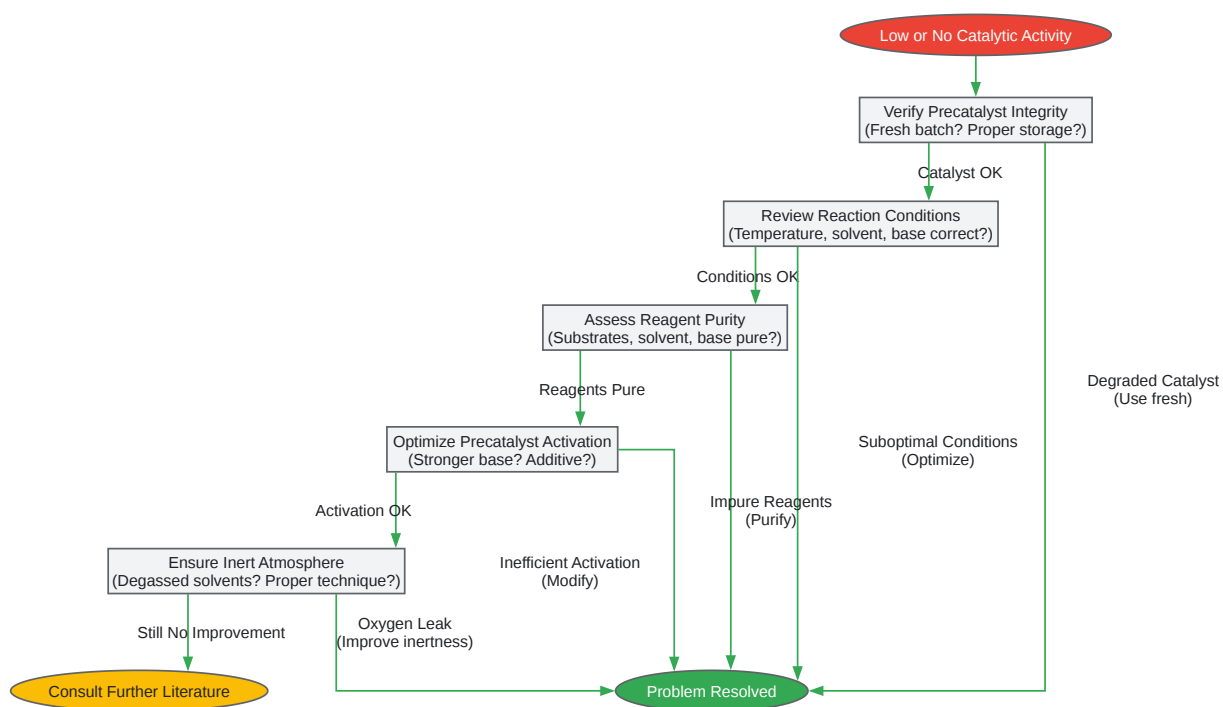 Low or No Catalytic Activity
Verify Precatalyst Integrity
(Fresh batch? Proper storage?)
Catalyst OK
Review Reaction Conditions
(Temperature, solvent, base correct?)
Conditions OK
Assess Reagent Purity
(Substrates, solvent, base pure?)
Reagents Pure
Degraded Catalyst
(Use fresh)
Optimize Precatalyst Activation
(Stronger base? Additive?)
Suboptimal Conditions
(Optimize)
Activation OK
Impure Reagents
(Purify)
Ensure Inert Atmosphere
(Degassed solvents? Proper technique?)
Inefficient Activation
(Modify)
Still No Improvement
Oxygen Leak
(Improve inertness)
Consult Further Literature
Problem Resolved